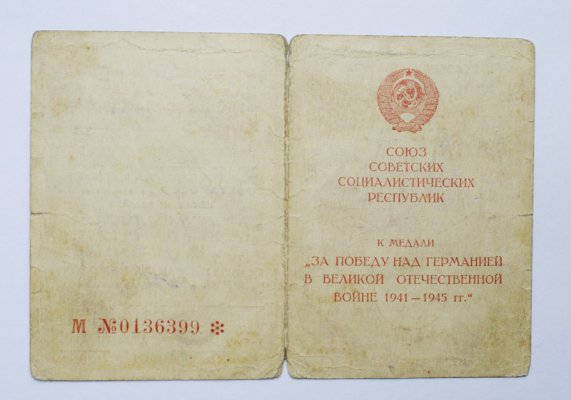 М №0136399 ✻
СОЮЗ
СОВЕТСКИХ
СОЦИАЛИСТИЧЕСКИХ
РЕСПУБЛИК
К МЕДАЛИ
„ЗА ПОБЕДУ НАД ГЕРМАНИЕЙ
В ВЕЛИКОЙ ОТЕЧЕСТВЕННОЙ
ВОЙНЕ 1941—1945 гг.“